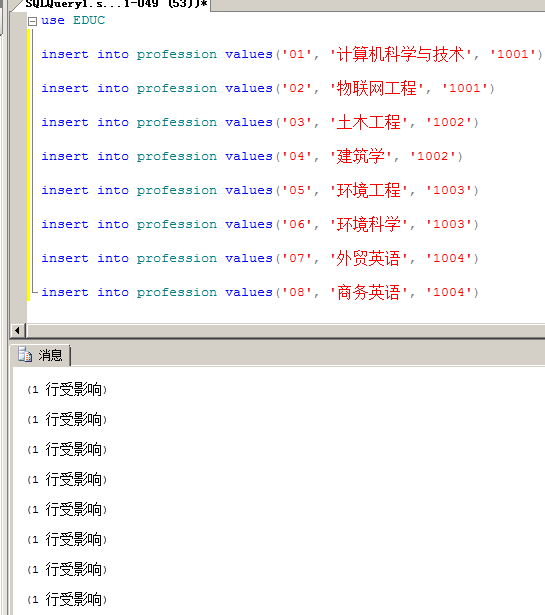 SQLQuery1.s...1-049 (53))*
use EDUC
insert into profession values('01', '计算机科学与技术', '1001')
insert into profession values('02', '物联网工程', '1001')
insert into profession values('03', '土木工程', '1002')
insert into profession values('04', '建筑学', '1002')
insert into profession values('05', '环境工程', '1003')
insert into profession values('06', '环境科学', '1003')
insert into profession values('07', '外贸英语', '1004')
insert into profession values('08', '商务英语', '1004')
消息
(1 行受影响)
(1 行受影响)
(1 行受影响)
(1 行受影响)
(1 行受影响)
(1 行受影响)
(1 行受影响)
(1 行受影响)